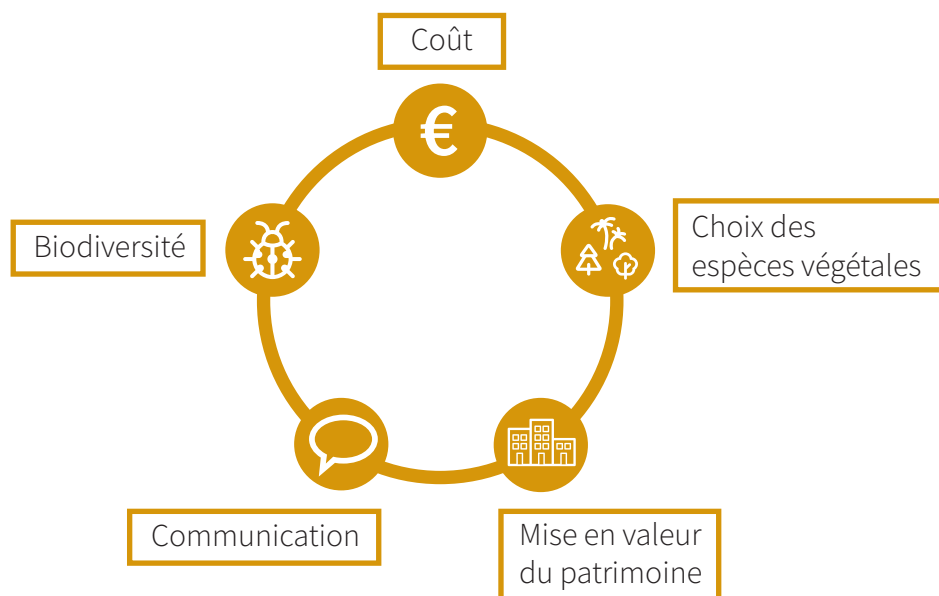 Coût
€
Biodiversité
Choix des
espèces végétales
Communication
Mise en valeur
du patrimoine